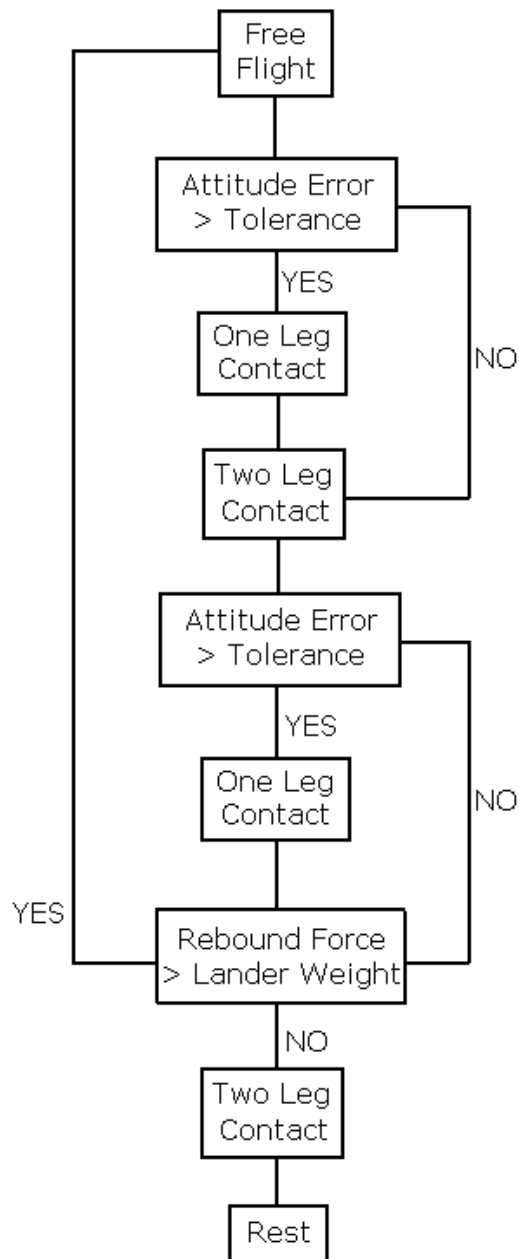 Free
Flight
Attitude Error
> Tolerance
YES
One Leg
Contact
NO
Two Leg
Contact
Attitude Error
> Tolerance
YES
One Leg
Contact
NO
YES
Rebound Force
> Lander Weight
NO
Two Leg
Contact
Rest